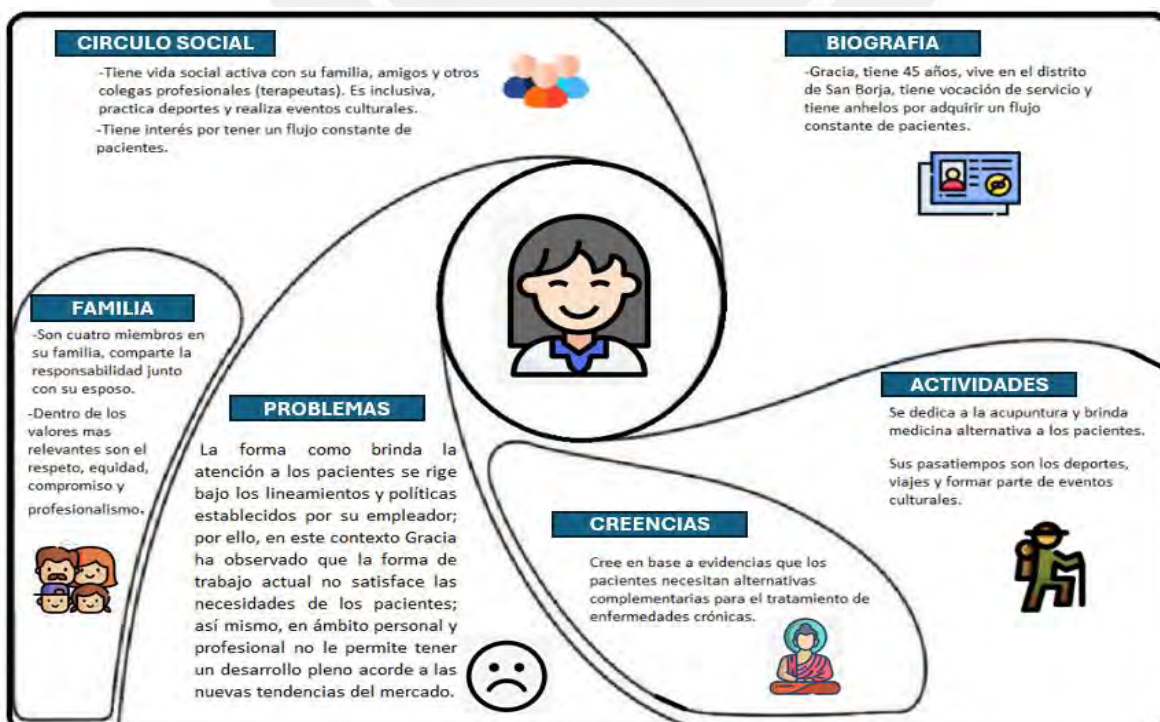 CIRCULO SOCIAL
-Tiene vida social activa con su familia, amigos y otros
colegas profesionales (terapeutas). Es inclusiva,
practica deportes y realiza eventos culturales.
-Tiene interés por tener un flujo constante de
pacientes.
BIOGRAFIA
-Gracia, tiene 45 años, vive en el distrito
de San Borja, tiene vocación de servicio y
tiene anhelos por adquirir un flujo
constante de pacientes.
FAMILIA
-Son cuatro miembros en
su familia, comparte la
responsabilidad junto
con su esposo.
-Dentro de los
valores mas
relevantes son el
respeto, equidad,
compromiso y
profesionalismo.
PROBLEMAS
La forma como brinda la
atención a los pacientes se rige
bajo los lineamientos y políticas
establecidos por su empleador;
por ello, en este contexto Gracia
ha observado que la forma de
trabajo actual no satisface las
necesidades de los pacientes;
así mismo, en ámbito personal y
profesional no le permite tener
un desarrollo pleno acorde a las
nuevas tendencias del mercado.
CREENCIAS
Cree en base a evidencias que los
pacientes necesitan alternativas
complementarias para el tratamiento de
enfermedades crónicas.
ACTIVIDADES
Se dedica a la acupuntura y brinda
medicina alternativa a los pacientes.
Sus pasatiempos son los deportes,
viajes y formar parte de eventos
culturales.